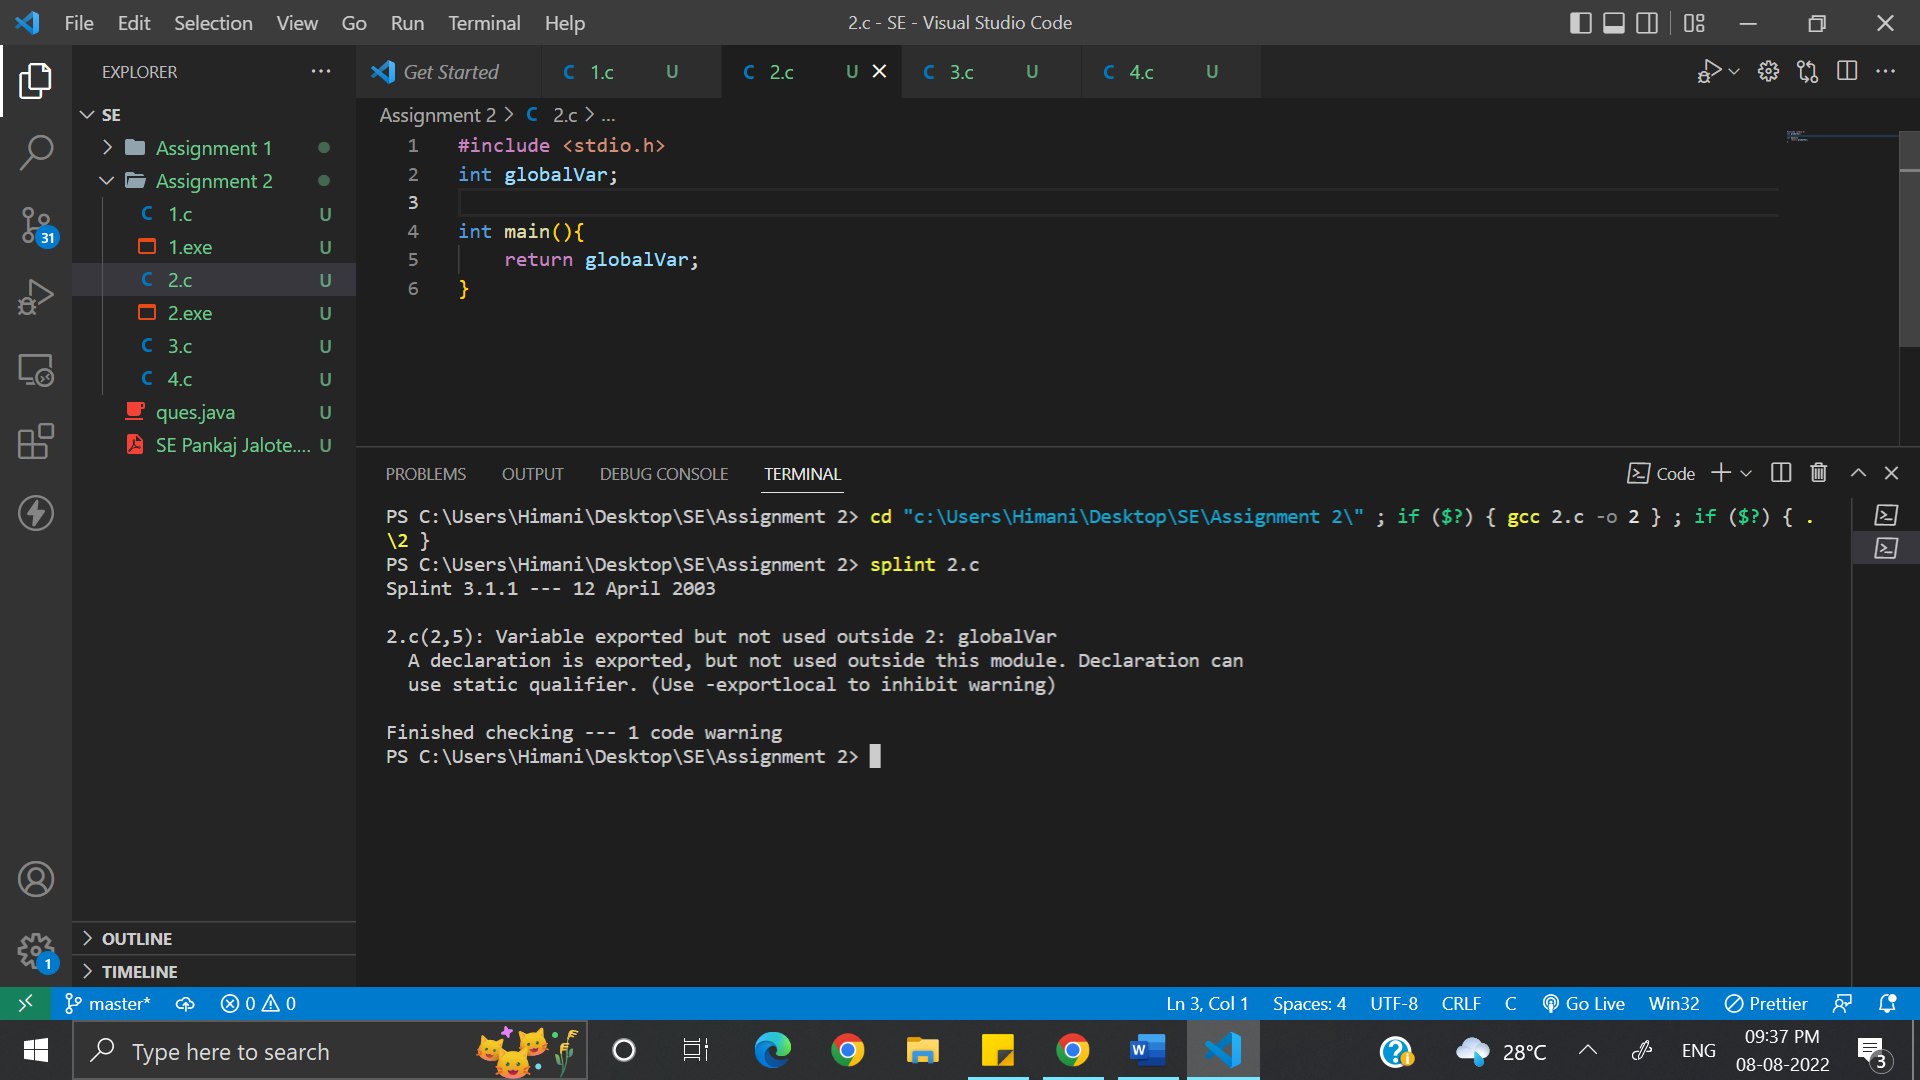 File Edit Selection View Go Run Terminal Help
2.c - SE - Visual Studio Code
EXPLORER
SE
Assignment 1
Assignment 2
1.c U
1.exe U
2.c U
2.exe U
3.c U
4.c U
ques.java U
SE Pankaj Jalote.... U
OUTLINE
TIMELINE
31
1
Get Started
C 1.c U
C 2.c U
C 3.c U
C 4.c U
Assignment 2 > C 2.c > ...
1 #include <stdio.h>
2 int globalVar;
3
4 int main(){
5 return globalVar;
6 }
PROBLEMS OUTPUT DEBUG CONSOLE TERMINAL
Code
PS C:\Users\Himani\Desktop\SE\Assignment 2> cd "c:\Users\Himani\Desktop\SE\Assignment 2\" ; if ($?) { gcc 2.c -o 2 } ; if ($?) { .
\2 }
PS C:\Users\Himani\Desktop\SE\Assignment 2> splint 2.c
Splint 3.1.1 --- 12 April 2003
2.c(2,5): Variable exported but not used outside 2: globalVar
A declaration is exported, but not used outside this module. Declaration can
use static qualifier. (Use -exportlocal to inhibit warning)
Finished checking --- 1 code warning
PS C:\Users\Himani\Desktop\SE\Assignment 2>
master* 0 0
Ln 3, Col 1 Spaces: 4 UTF-8 CRLF C Go Live Win32 Prettier
Type here to search
28°C
ENG
09:37 PM
08-08-2022
3